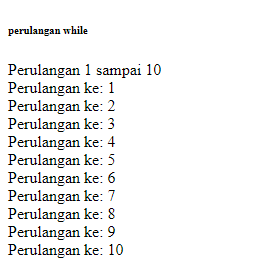 perulangan while
Perulangan 1 sampai 10
Perulangan ke: 1
Perulangan ke: 2
Perulangan ke: 3
Perulangan ke: 4
Perulangan ke: 5
Perulangan ke: 6
Perulangan ke: 7
Perulangan ke: 8
Perulangan ke: 9
Perulangan ke: 10